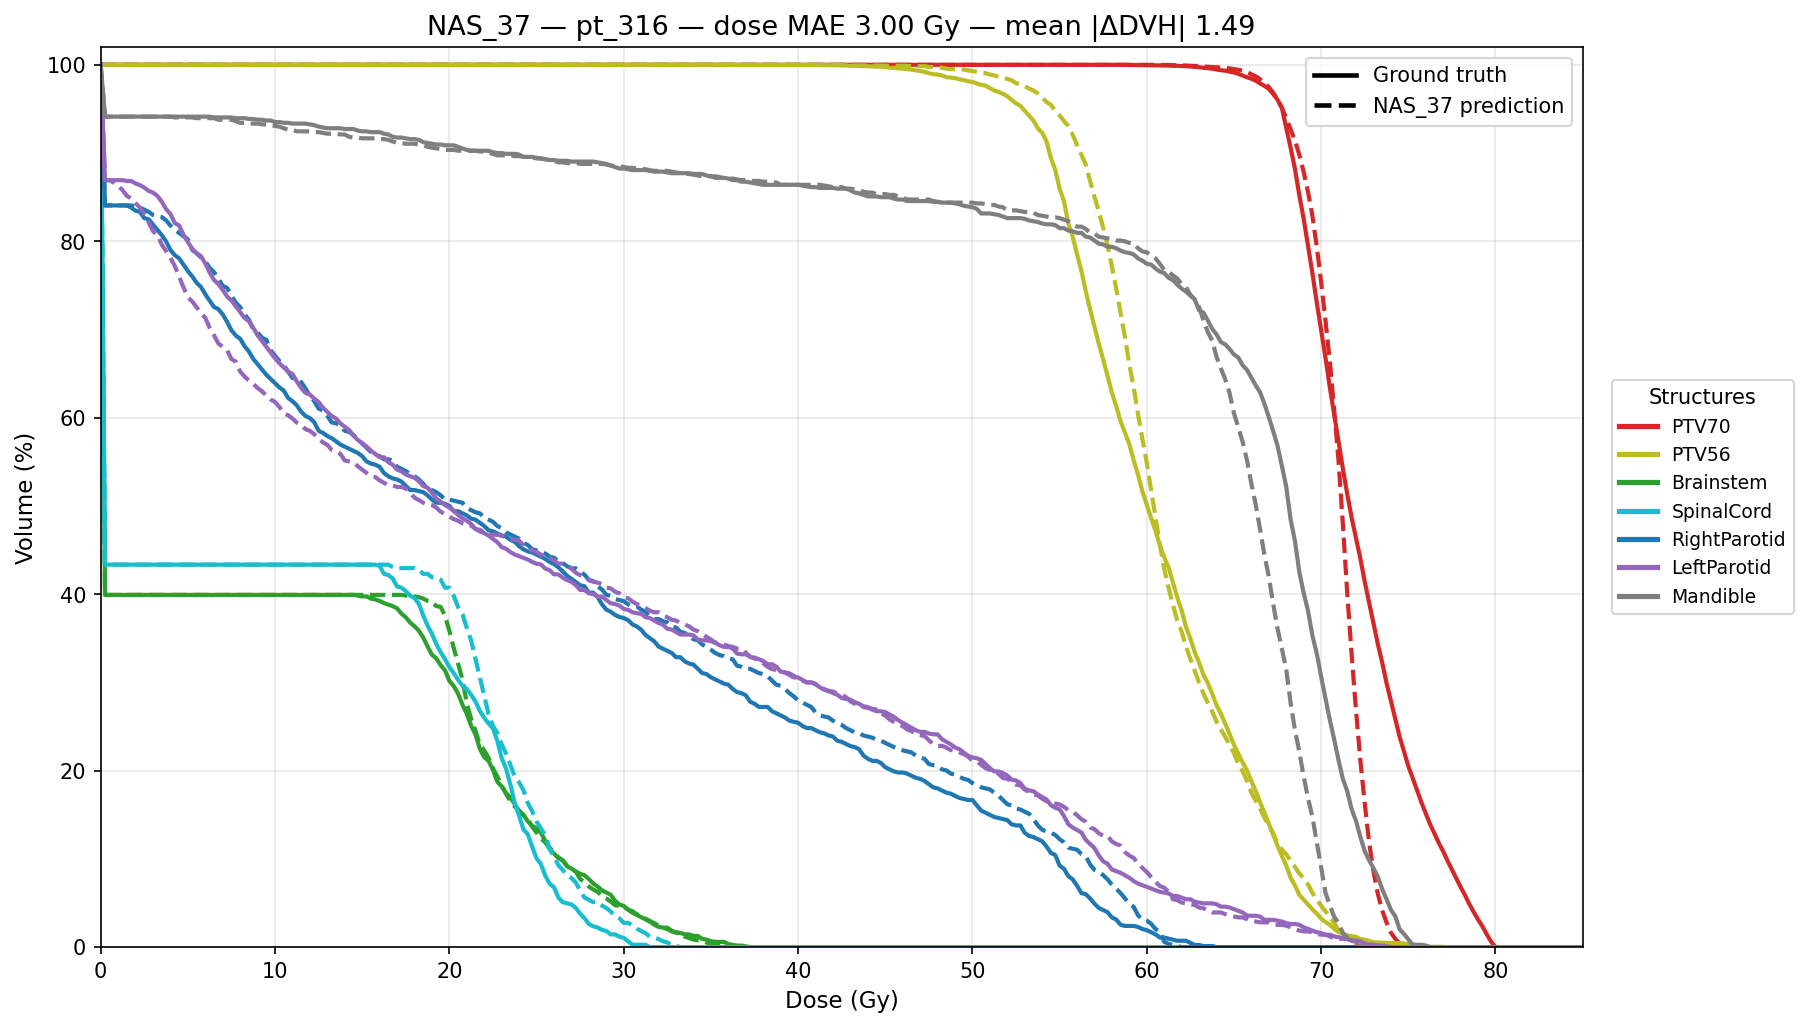 NAS_37 — pt_316 — dose MAE 3.00 Gy — mean |ΔDVH| 1.49
Ground truth
NAS_37 prediction
Structures
PTV70
PTV56
Brainstem
SpinalCord
RightParotid
LeftParotid
Mandible
Volume (%)
100
80
60
40
20
0
0 10 20 30 40 50 60 70 80
Dose (Gy)